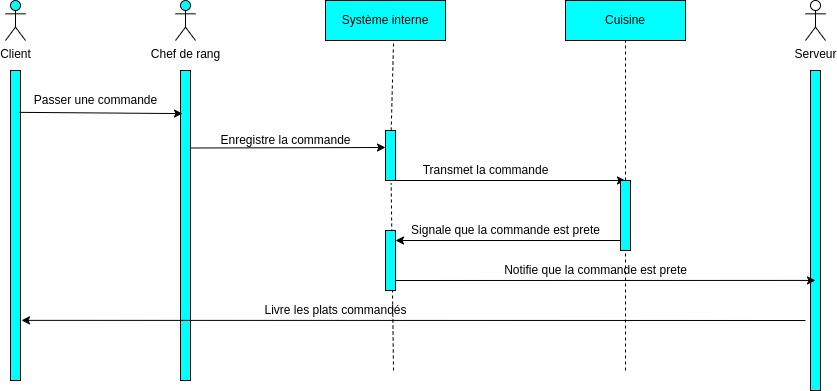 Système interne
Cuisine
Client
Chef de rang
Serveur
Passer une commande
Enregistre la commande
Transmet la commande
Signale que la commande est prete
Notifie que la commande est prete
Livre les plats commandés